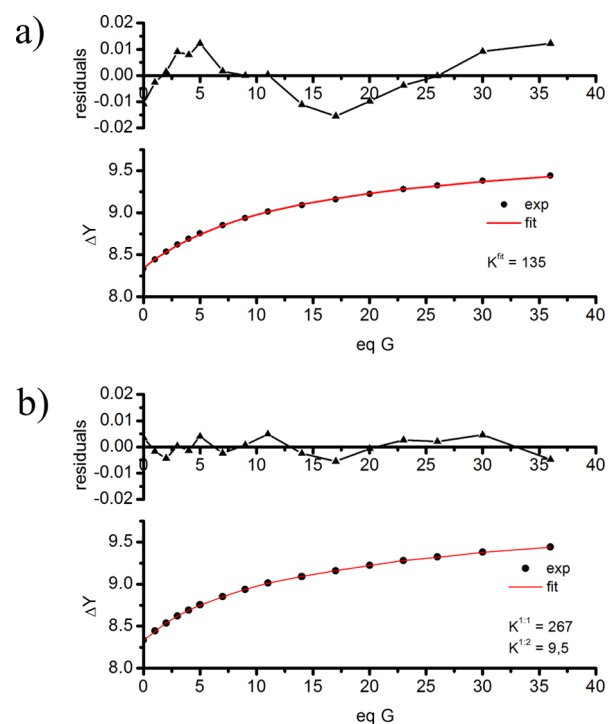 a)
residuals
0.02
0.01
0.00
-0.01
-0.02
0 5 10 15 20 25 30 35 40
ΔY
9.5
9.0
8.5
8.0
exp
fit
K^fit = 135
0 5 10 15 20 25 30 35 40
eq G
b)
residuals
0.02
0.01
0.00
-0.01
-0.02
0 5 10 15 20 25 30 35 40
ΔY
9.5
9.0
8.5
8.0
exp
fit
K^1:1 = 267
K^1:2 = 9,5
0 5 10 15 20 25 30 35 40
eq G